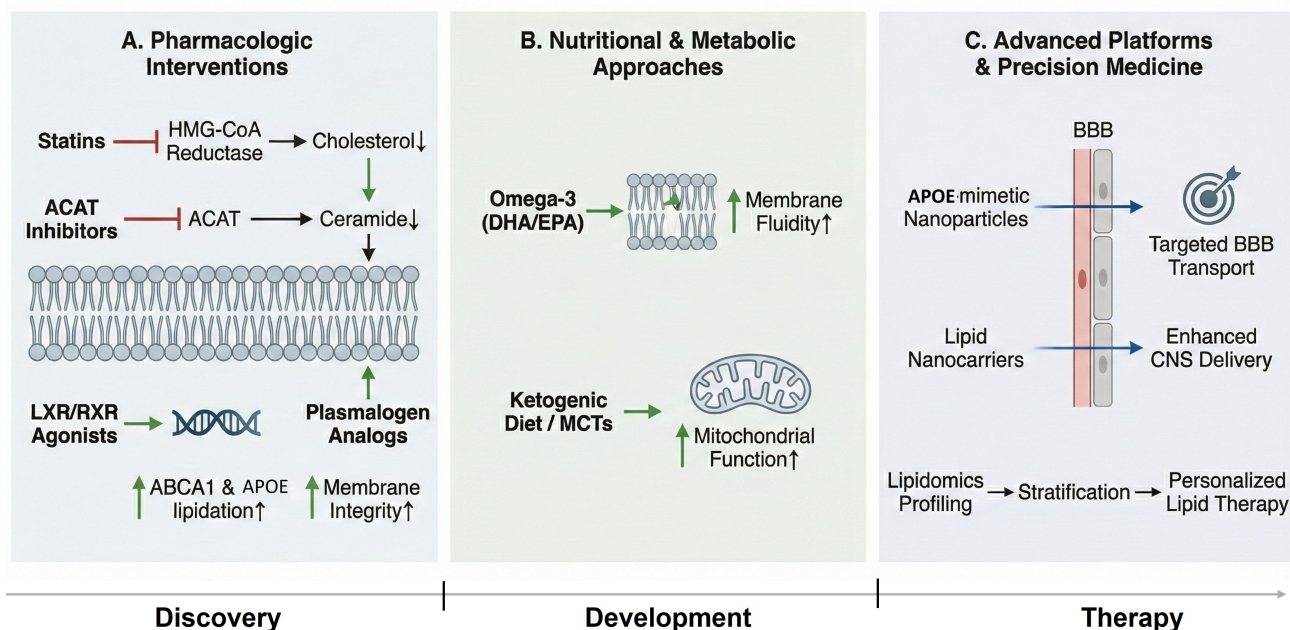 A. Pharmacologic
Interventions
Statins
HMG-CoA
Reductase
Cholesterol↓
ACAT
Inhibitors
ACAT
Ceramide↓
LXR/RXR
Agonists
Plasmalogen
Analogs
ABCA1 & APOE
lipidation↑
Membrane
Integrity↑
B. Nutritional & Metabolic
Approaches
Omega-3
(DHA/EPA)
Membrane
Fluidity↑
Ketogenic
Diet / MCTs
Mitochondrial
Function↑
C. Advanced Platforms
& Precision Medicine
BBB
APOE-mimetic
Nanoparticles
Targeted BBB
Transport
Lipid
Nanocarriers
Enhanced
CNS Delivery
Lipidomics
Profiling
Stratification
Personalized
Lipid Therapy
Discovery
Development
Therapy